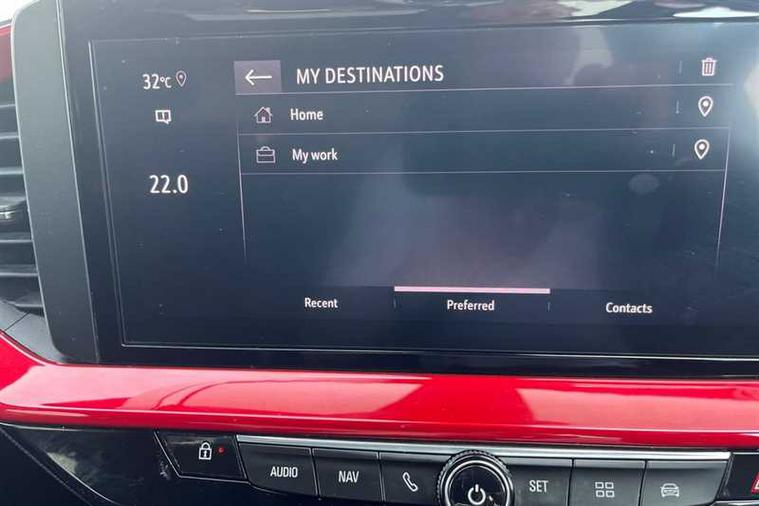 32°C
MY DESTINATIONS
Home
My work
22.0
Recent
Preferred
Contacts
AUDIO
NAV
SET